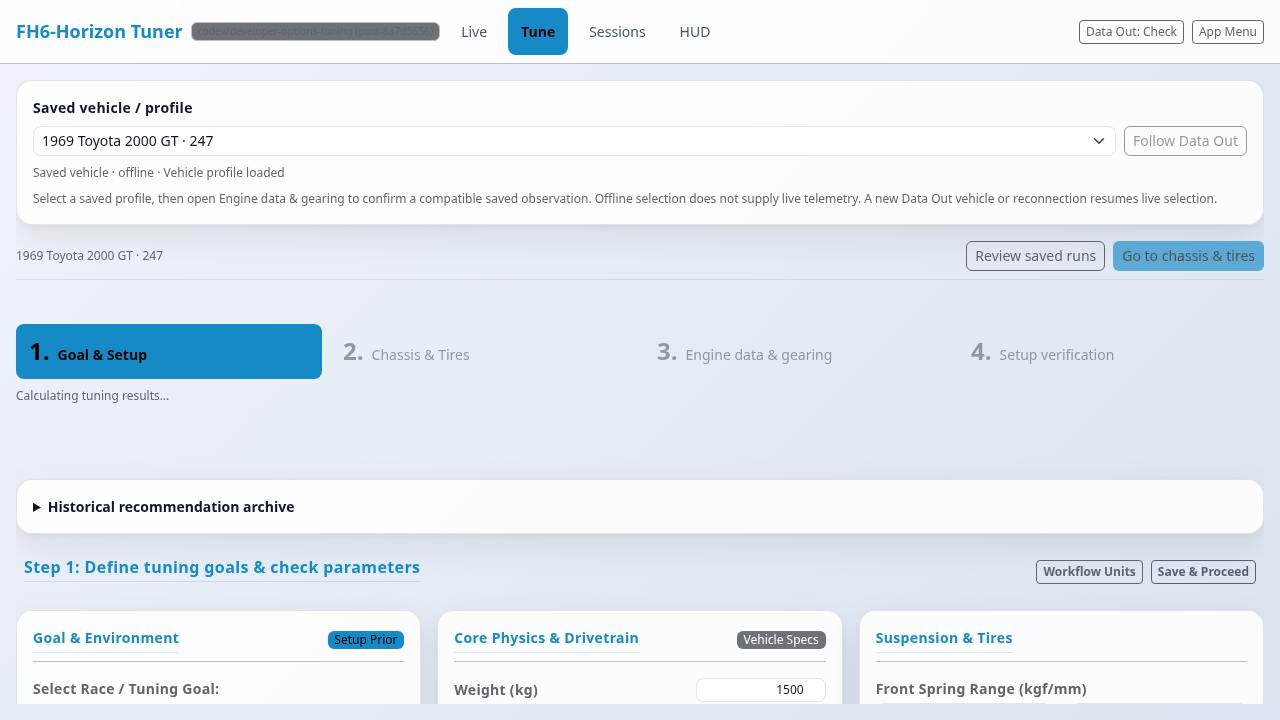 FH6-Horizon Tuner
Live
Tune
Sessions
HUD
Data Out: Check
App Menu
Saved vehicle / profile
1969 Toyota 2000 GT · 247
Follow Data Out
Saved vehicle · offline · Vehicle profile loaded
Select a saved profile, then open Engine data & gearing to confirm a compatible saved observation. Offline selection does not supply live telemetry. A new Data Out vehicle or reconnection resumes live selection.
1969 Toyota 2000 GT · 247
Review saved runs
Go to chassis & tires
1. Goal & Setup
2. Chassis & Tires
3. Engine data & gearing
4. Setup verification
Calculating tuning results...
Historical recommendation archive
Step 1: Define tuning goals & check parameters
Workflow Units
Save & Proceed
Goal & Environment
Setup Prior
Core Physics & Drivetrain
Vehicle Specs
Suspension & Tires
Select Race / Tuning Goal:
Weight (kg)
1500
Front Spring Range (kgf/mm)